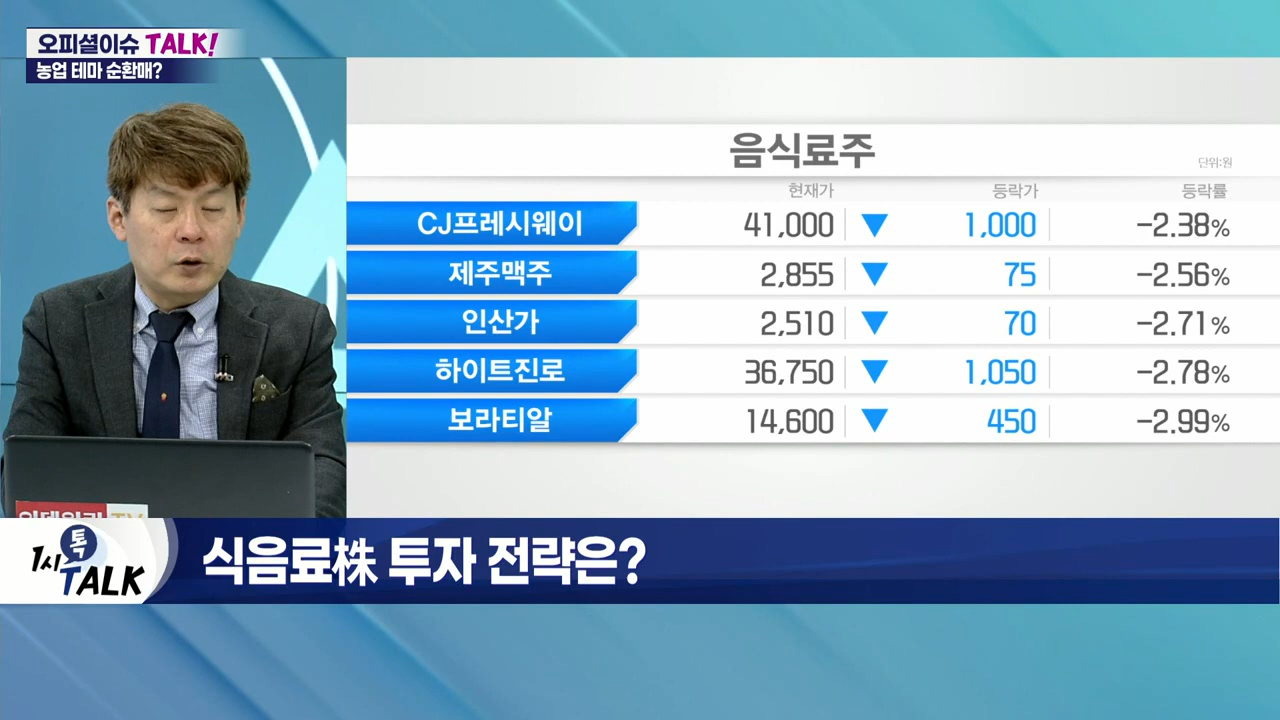 오피셜이슈 TALK!
농업 테마 순환매?
음식료주
단위:원
현재가 등락가 등락률
CJ프레시웨이 41,000 ▼ 1,000 -2.38%
제주맥주 2,855 ▼ 75 -2.56%
인산가 2,510 ▼ 70 -2.71%
하이트진로 36,750 ▼ 1,050 -2.78%
보라티알 14,600 ▼ 450 -2.99%
1시 톡 TALK
식음료株 투자 전략은?